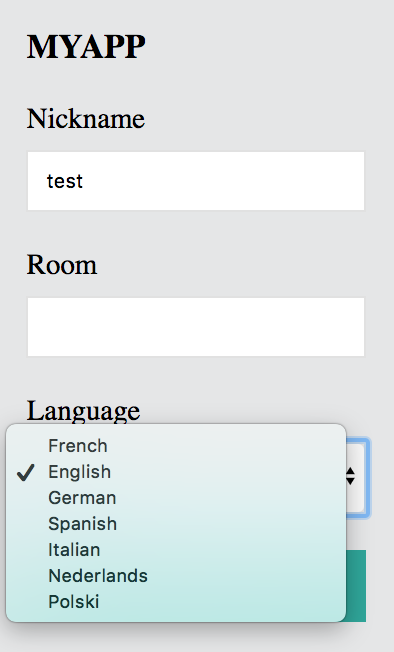 MYAPP
Nickname
test
Room
Language
French
English
German
Spanish
Italian
Nederlands
Polski